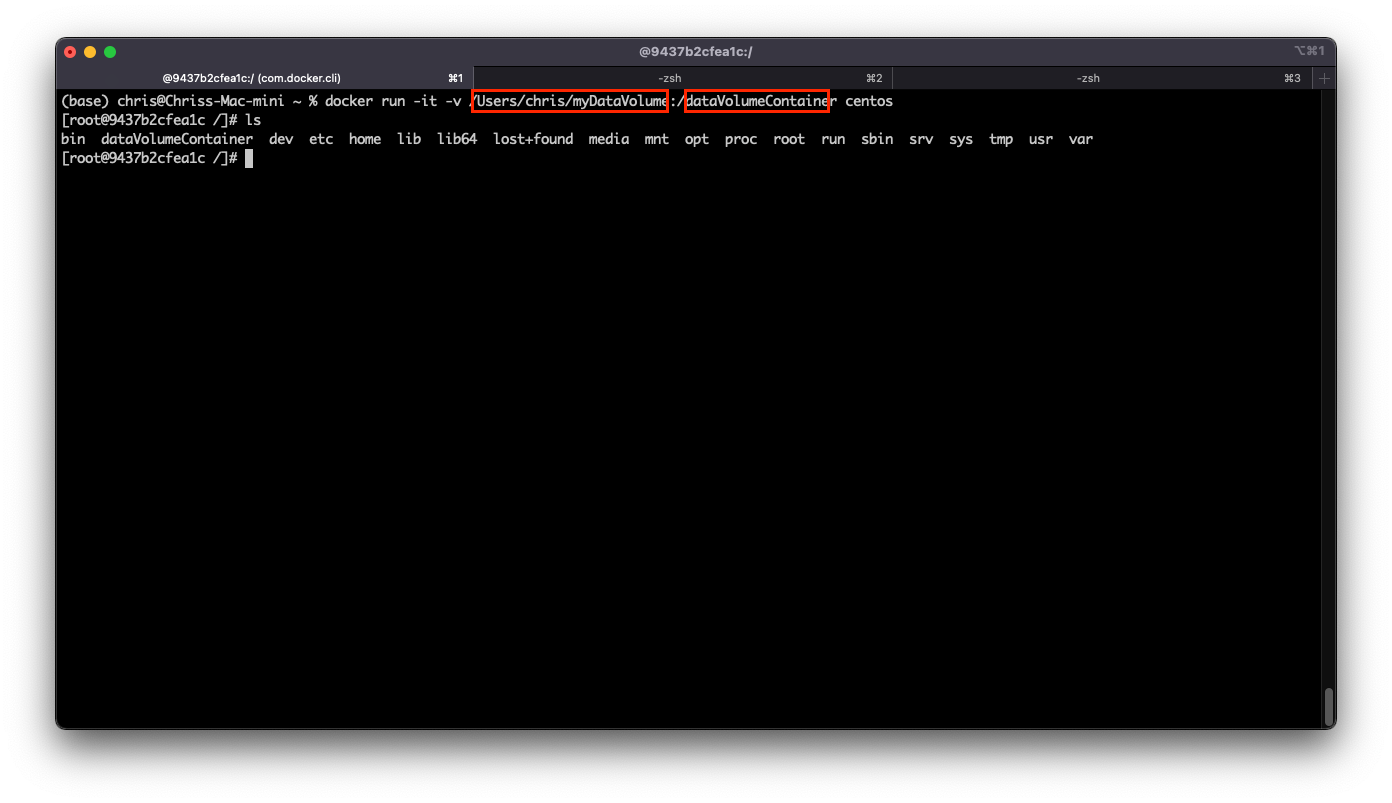 @9437b2cfea1c:/
⌥⌘1
@9437b2cfea1c:/ (com.docker.cli) ⌘1 -zsh ⌘2 -zsh ⌘3 +
(base) chris@Chriss-Mac-mini ~ % docker run -it -v /Users/chris/myDataVolume:/dataVolumeContainer centos
[root@9437b2cfea1c /]# ls
bin dataVolumeContainer dev etc home lib lib64 lost+found media mnt opt proc root run sbin srv sys tmp usr var
[root@9437b2cfea1c /]#